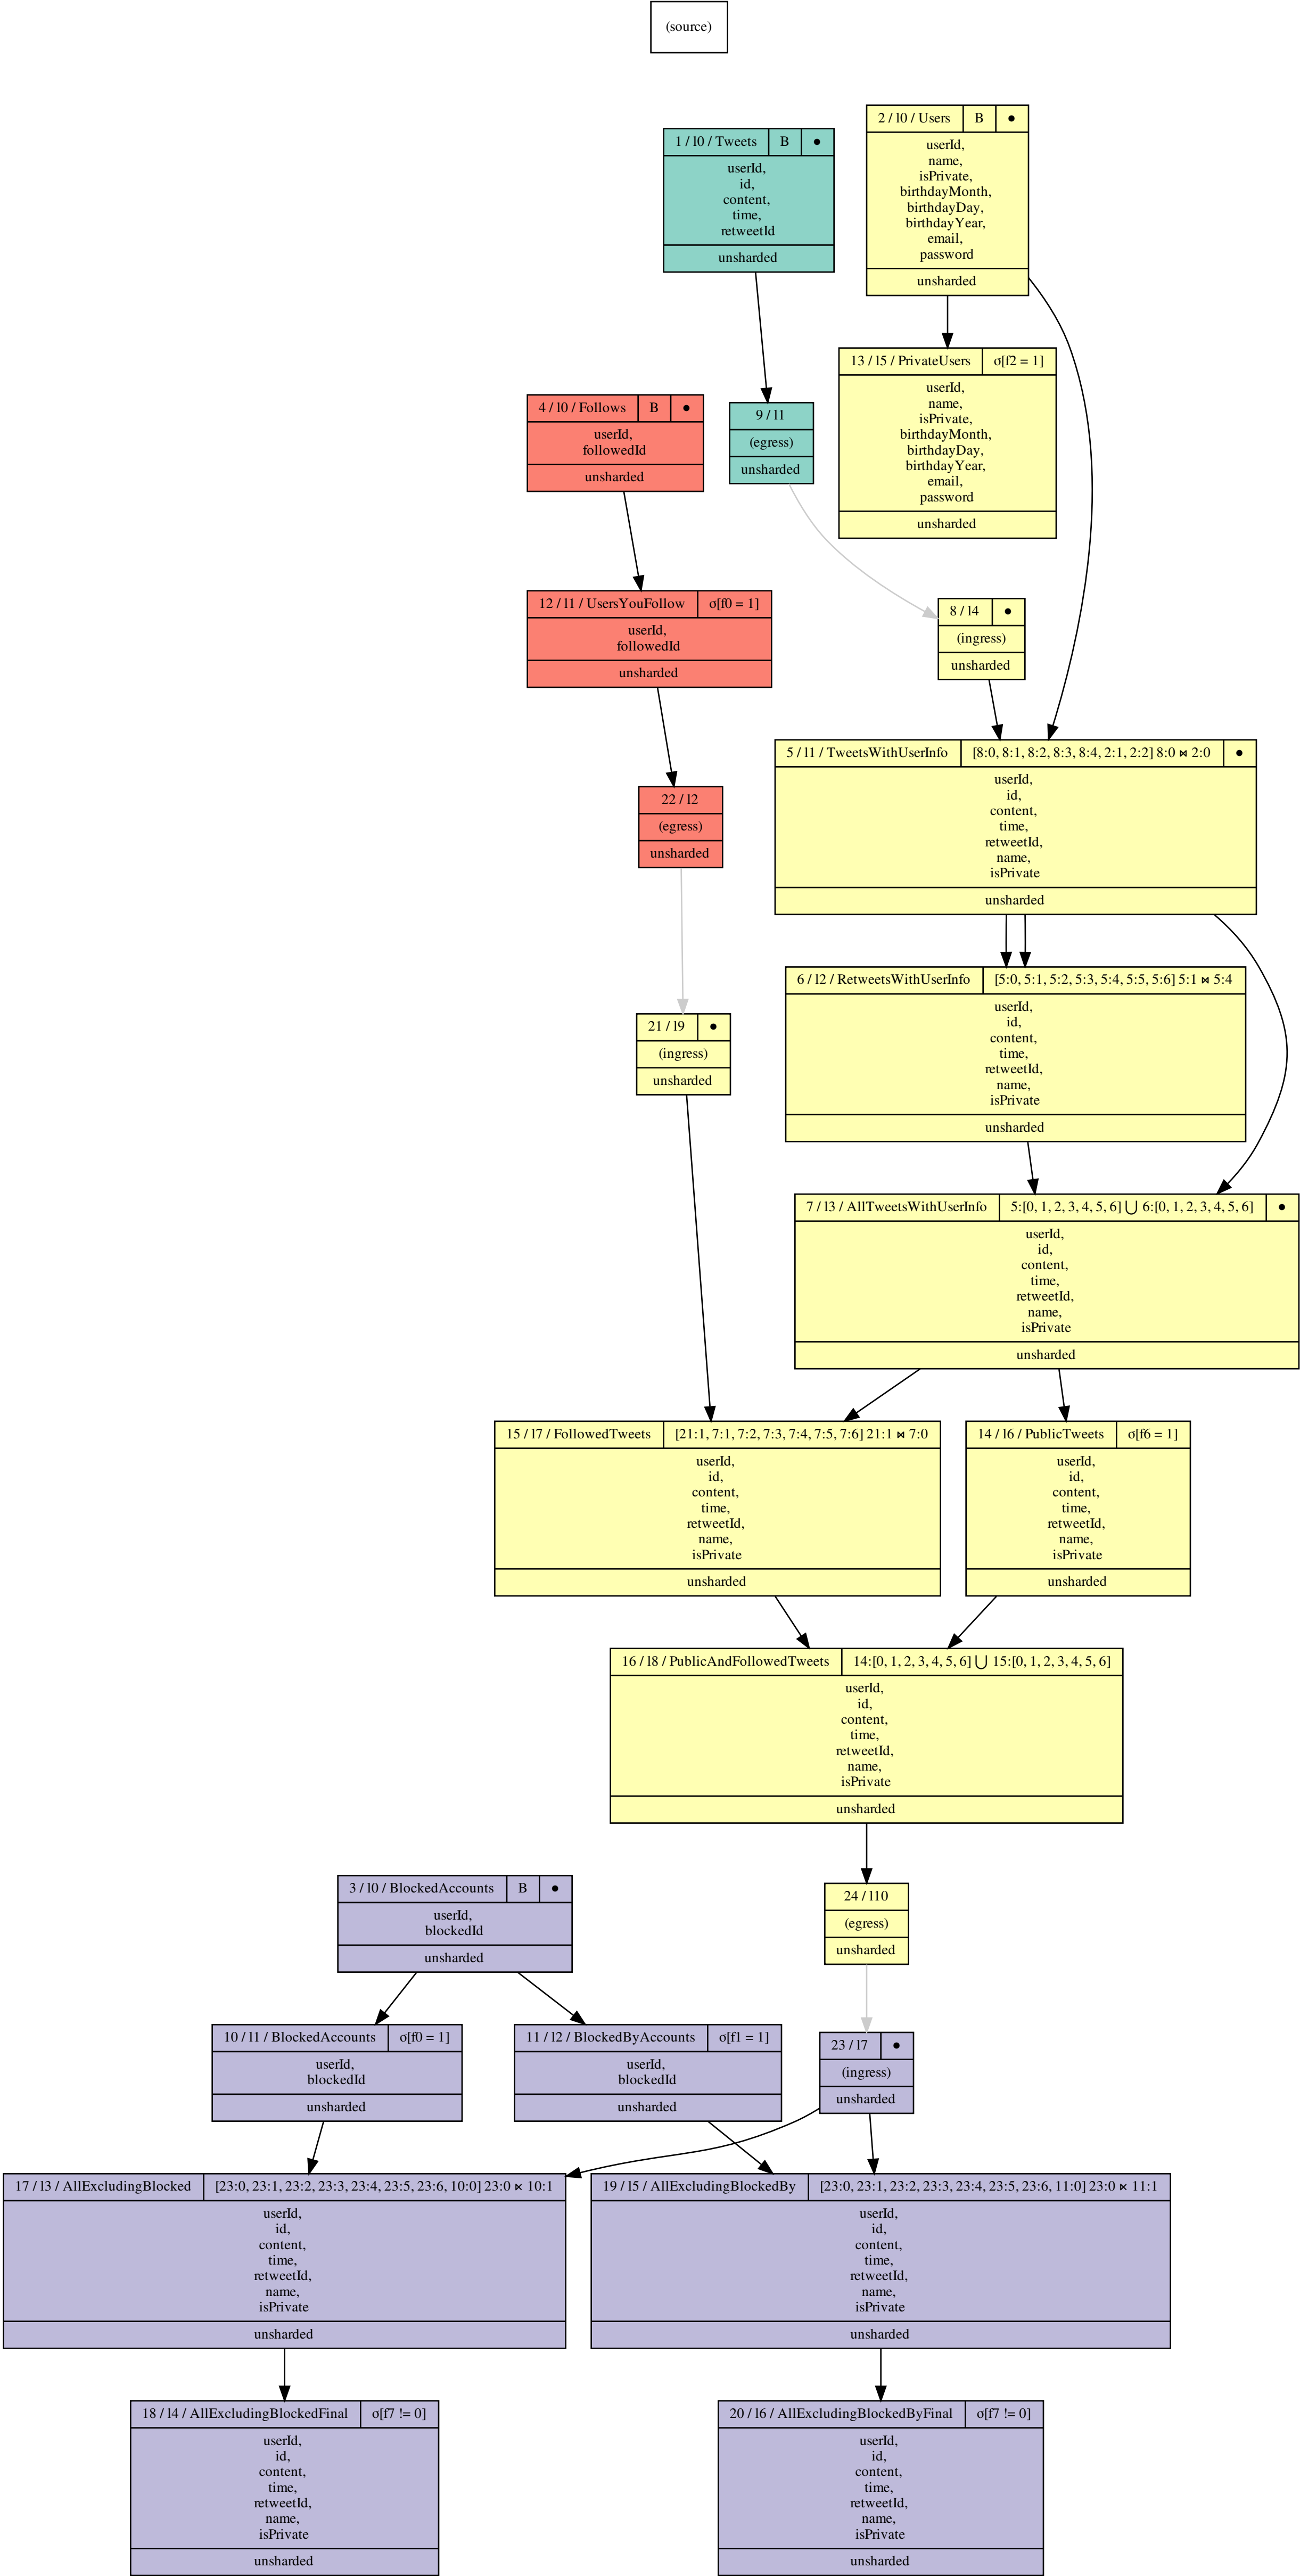 (source)
2 / l0 / Users B ●
userId,
name,
isPrivate,
birthdayMonth,
birthdayDay,
birthdayYear,
email,
password
unsharded
1 / l0 / Tweets B ●
userId,
id,
content,
time,
retweetId
unsharded
13 / l5 / PrivateUsers σ[f2 = 1]
userId,
name,
isPrivate,
birthdayMonth,
birthdayDay,
birthdayYear,
email,
password
unsharded
4 / l0 / Follows B ●
userId,
followedId
unsharded
9 / l1
(egress)
unsharded
12 / l1 / UsersYouFollow σ[f0 = 1]
userId,
followedId
unsharded
8 / l4 ●
(ingress)
unsharded
5 / l1 / TweetsWithUserInfo [8:0, 8:1, 8:2, 8:3, 8:4, 2:1, 2:2] 8:0 ⋈ 2:0 ●
userId,
id,
content,
time,
retweetId,
name,
isPrivate
unsharded
22 / l2
(egress)
unsharded
6 / l2 / RetweetsWithUserInfo [5:0, 5:1, 5:2, 5:3, 5:4, 5:5, 5:6] 5:1 ⋈ 5:4
userId,
id,
content,
time,
retweetId,
name,
isPrivate
unsharded
21 / l9 ●
(ingress)
unsharded
7 / l3 / AllTweetsWithUserInfo 5:[0, 1, 2, 3, 4, 5, 6] ⋃ 6:[0, 1, 2, 3, 4, 5, 6] ●
userId,
id,
content,
time,
retweetId,
name,
isPrivate
unsharded
15 / l7 / FollowedTweets [21:1, 7:1, 7:2, 7:3, 7:4, 7:5, 7:6] 21:1 ⋈ 7:0
userId,
id,
content,
time,
retweetId,
name,
isPrivate
unsharded
14 / l6 / PublicTweets σ[f6 = 1]
userId,
id,
content,
time,
retweetId,
name,
isPrivate
unsharded
16 / l8 / PublicAndFollowedTweets 14:[0, 1, 2, 3, 4, 5, 6] ⋃ 15:[0, 1, 2, 3, 4, 5, 6]
userId,
id,
content,
time,
retweetId,
name,
isPrivate
unsharded
3 / l0 / BlockedAccounts B ●
userId,
blockedId
unsharded
24 / l10
(egress)
unsharded
10 / l1 / BlockedAccounts σ[f0 = 1]
userId,
blockedId
unsharded
11 / l2 / BlockedByAccounts σ[f1 = 1]
userId,
blockedId
unsharded
23 / l7 ●
(ingress)
unsharded
17 / l3 / AllExcludingBlocked [23:0, 23:1, 23:2, 23:3, 23:4, 23:5, 23:6, 10:0] 23:0 ⋉ 10:1
userId,
id,
content,
time,
retweetId,
name,
isPrivate
unsharded
19 / l5 / AllExcludingBlockedBy [23:0, 23:1, 23:2, 23:3, 23:4, 23:5, 23:6, 11:0] 23:0 ⋉ 11:1
userId,
id,
content,
time,
retweetId,
name,
isPrivate
unsharded
18 / l4 / AllExcludingBlockedFinal σ[f7 != 0]
userId,
id,
content,
time,
retweetId,
name,
isPrivate
unsharded
20 / l6 / AllExcludingBlockedByFinal σ[f7 != 0]
userId,
id,
content,
time,
retweetId,
name,
isPrivate
unsharded